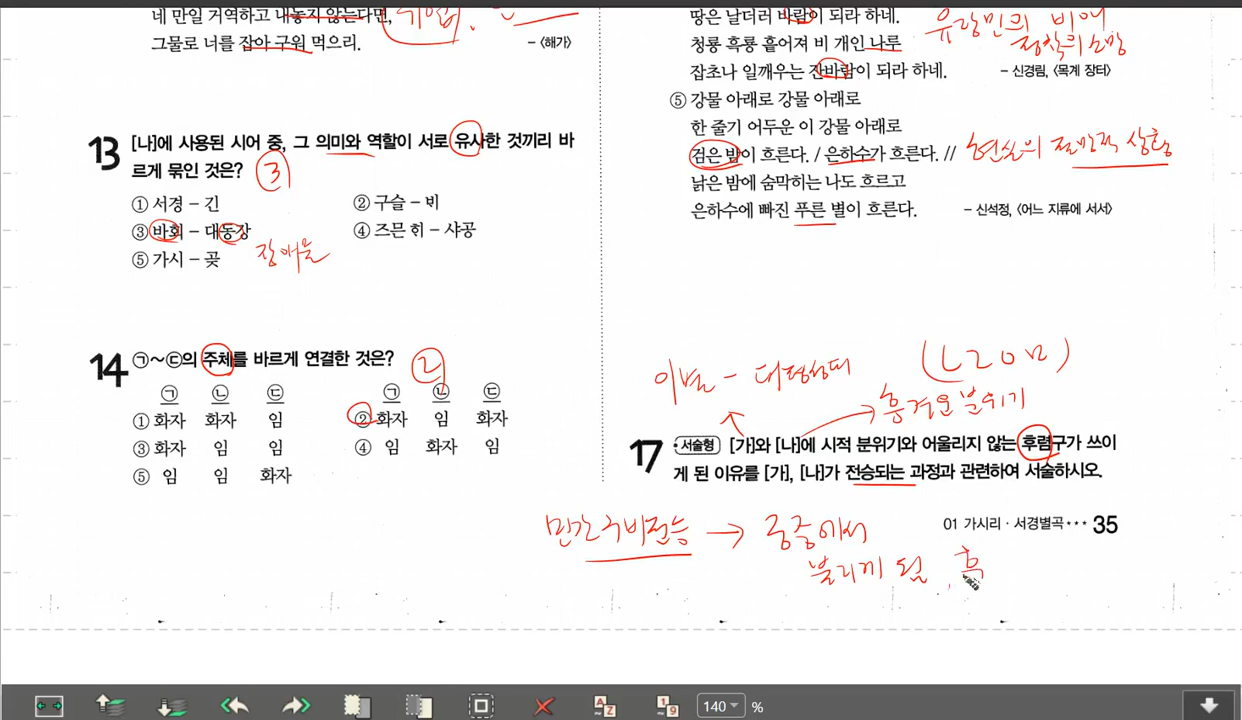 네 만일 거역하고 내놓지 않는다면,
그물로 너를 잡아 구워 먹으리.
- <해가>
13 [나]에 사용된 시어 중, 그 의미와 역할이 서로 유사한 것끼리 바
르게 묶인 것은? ③
① 서경 – 긴 ② 구슬 – 비
③ 바회 – 대동강 ④ 즈믄 히 – 샤공
⑤ 가시 – 곶
장애물
14 ㉠~㉢의 주체를 바르게 연결한 것은? ②
㉠ ㉡ ㉢ ㉠ ㉡ ㉢
① 화자 화자 임 ② 화자 임 화자
③ 화자 임 임 ④ 임 화자 임
⑤ 임 임 화자
땅은 날더러 바람이 되라 하네.
유랑민의 비애
청룡 흑룡 흩어져 비 개인 나루
정착의 소망
잡초나 일깨우는 잔바람이 되라 하네.
- 신경림, <목계 장터>
⑤ 강물 아래로 강물 아래로
한 줄기 어두운 이 강물 아래로
검은 밤이 흐른다. / 은하수가 흐른다. //
현실의 절망적 상황
낡은 밤에 숨막히는 나도 흐르고
은하수에 빠진 푸른 별이 흐른다.
- 신석정, <어느 지류에 서서>
이별 - 대평성대
흥겨운 분위기
17 서술형 [가]와 [나]에 시적 분위기와 어울리지 않는 후렴구가 쓰이
게 된 이유를 [가], [나]가 전승되는 과정과 관련하여 서술하시오.
민간 구비전승 → 궁중에서
불리게 됨,
01 가시리 · 서경별곡 ··· 35
140 %